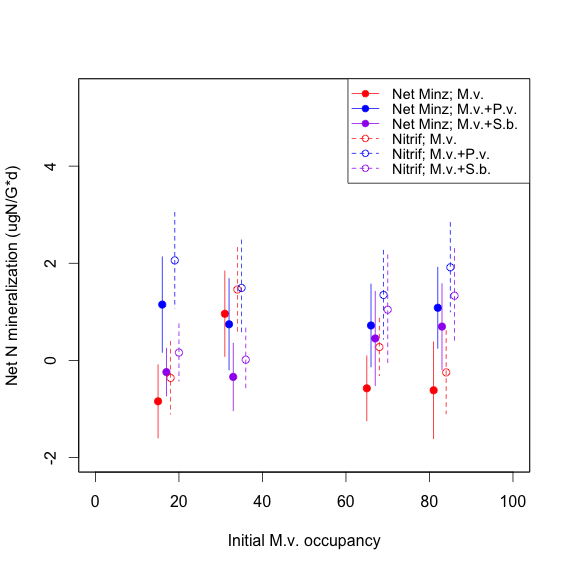 Net Minz; M.v.
Net Minz; M.v.+P.v.
Net Minz; M.v.+S.b.
Nitrif; M.v.
Nitrif; M.v.+P.v.
Nitrif; M.v.+S.b.
Net N mineralization (ugN/G*d)
4
2
0
-2
0 20 40 60 80 100
Initial M.v. occupancy